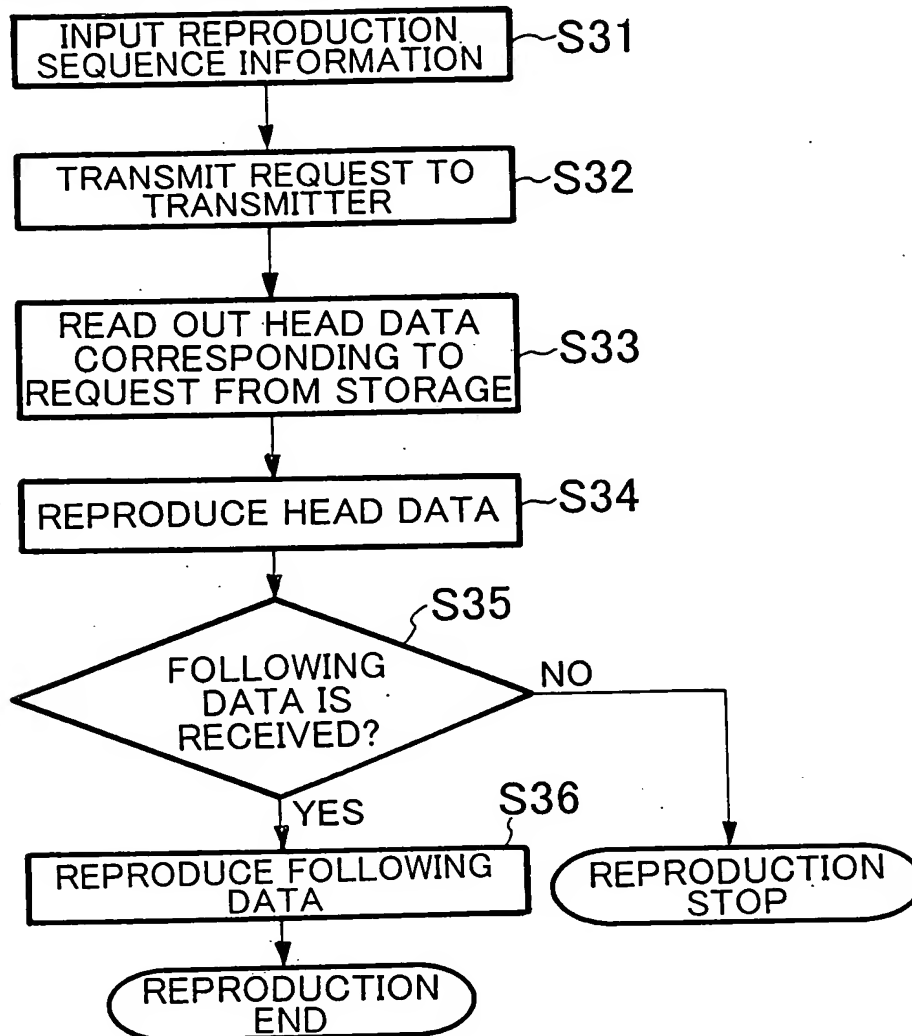 INPUT REPRODUCTION
SEQUENCE INFORMATION
S31
TRANSMIT REQUEST TO
TRANSMITTER
S32
READ OUT HEAD DATA
CORRESPONDING TO
REQUEST FROM STORAGE
S33
REPRODUCE HEAD DATA
S34
S35
FOLLOWING
DATA IS
RECEIVED?
NO
YES
S36
REPRODUCE FOLLOWING
DATA
REPRODUCTION
STOP
REPRODUCTION
END